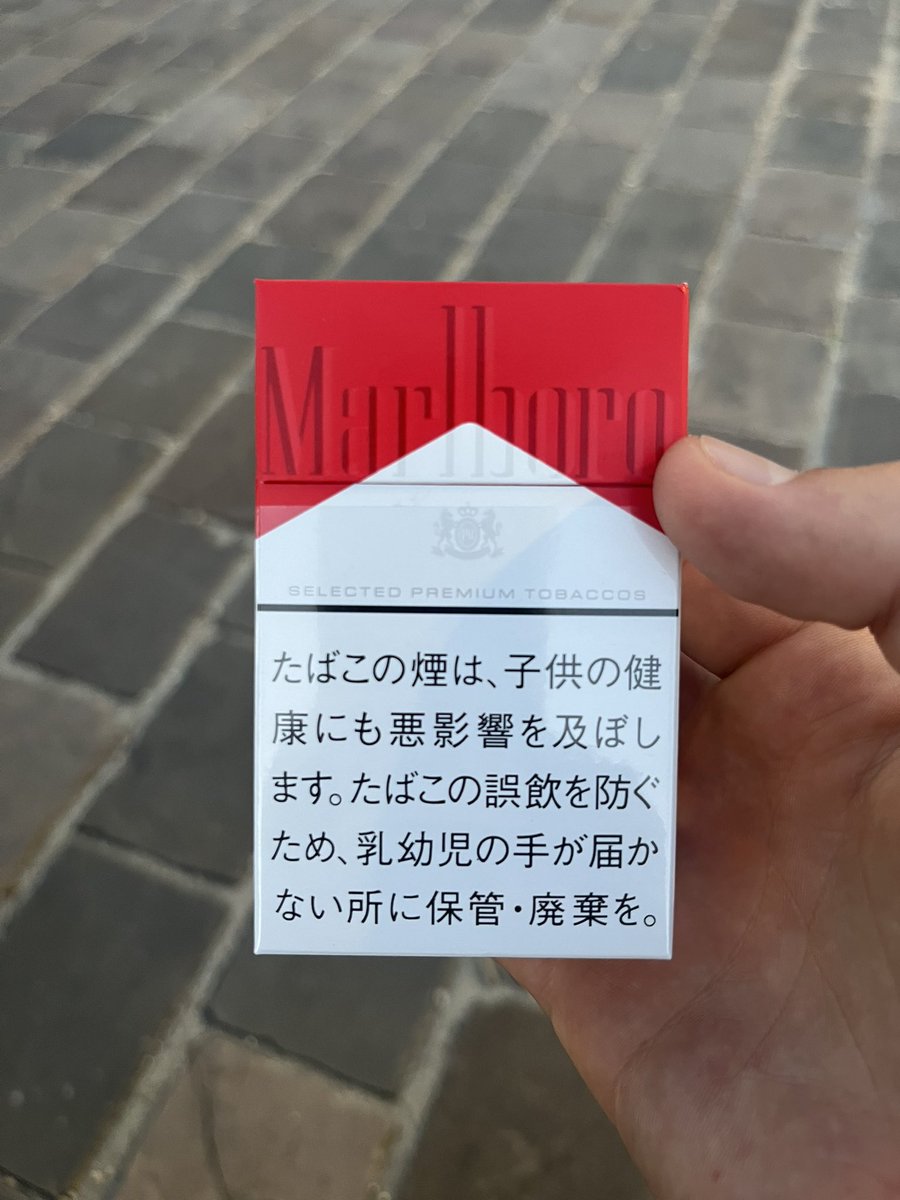 Marlboro
SELECTED PREMIUM TOBACCOS
たばこの煙は、子供の健
康にも悪影響を及ぼし
ます。たばこの誤飲を防ぐ
ため、乳幼児の手が届か
ない所に保管・廃棄を。